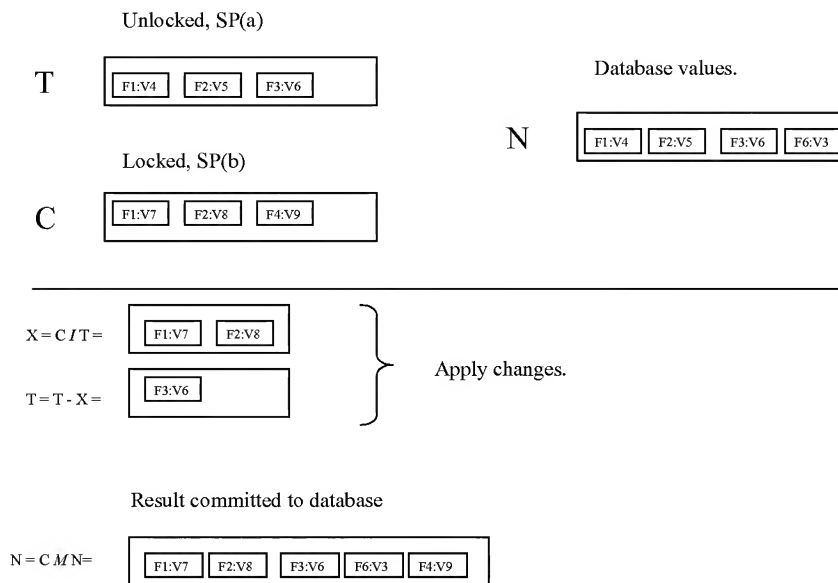 Unlocked, SP(a)
T
F1:V4 F2:V5 F3:V6
Database values.
N
F1:V4 F2:V5 F3:V6 F6:V3
Locked, SP(b)
C
F1:V7 F2:V8 F4:V9
X = C I T =
F1:V7 F2:V8
T = T - X =
F3:V6
Apply changes.
Result committed to database
N = C M N=
F1:V7 F2:V8 F3:V6 F6:V3 F4:V9